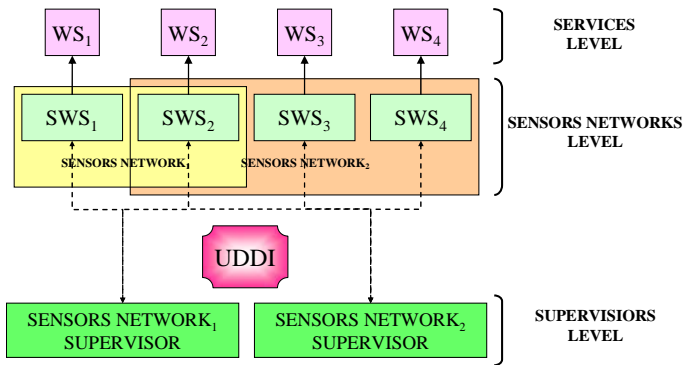 WS₁ WS₂ WS₃ WS₄
SERVICES
LEVEL
SWS₁ SWS₂ SWS₃ SWS₄
SENSORS NETWORKS
LEVEL
SENSORS NETWORK₁ SENSORS NETWORK₂
UDDI
SENSORS NETWORK₁
SUPERVISOR
SENSORS NETWORK₂
SUPERVISOR
SUPERVISIORS
LEVEL